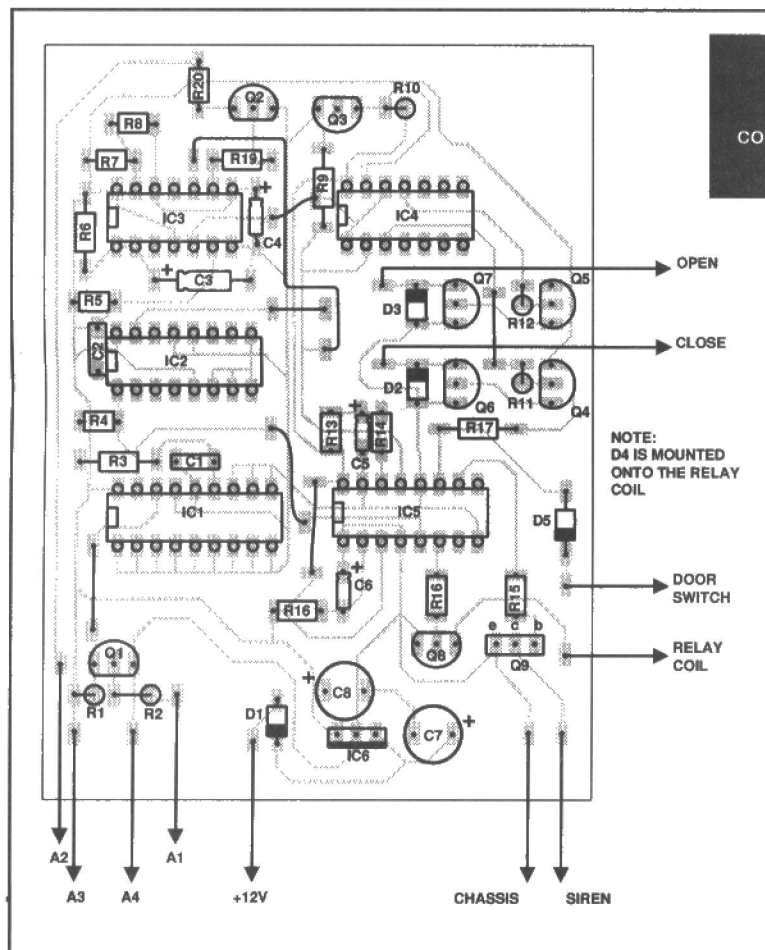 CO
R20
Q2
Q3
R10
R8
R7
R19
R9
R6
IC3
C4
IC4
C3
OPEN
Q7
Q5
D3
R12
R5
C2
IC2
CLOSE
D2
Q6
R11
Q4
R4
R13
C5
R14
R17
NOTE:
D4 IS MOUNTED
ONTO THE RELAY
COIL
R3
C1
IC1
IC5
D5
C6
R16
R16
R15
DOOR
SWITCH
e c b
Q1
Q8
Q9
RELAY
COIL
R1
R2
D1
C8
C7
IC6
A2
A1
A3
A4
+12V
CHASSIS
SIREN